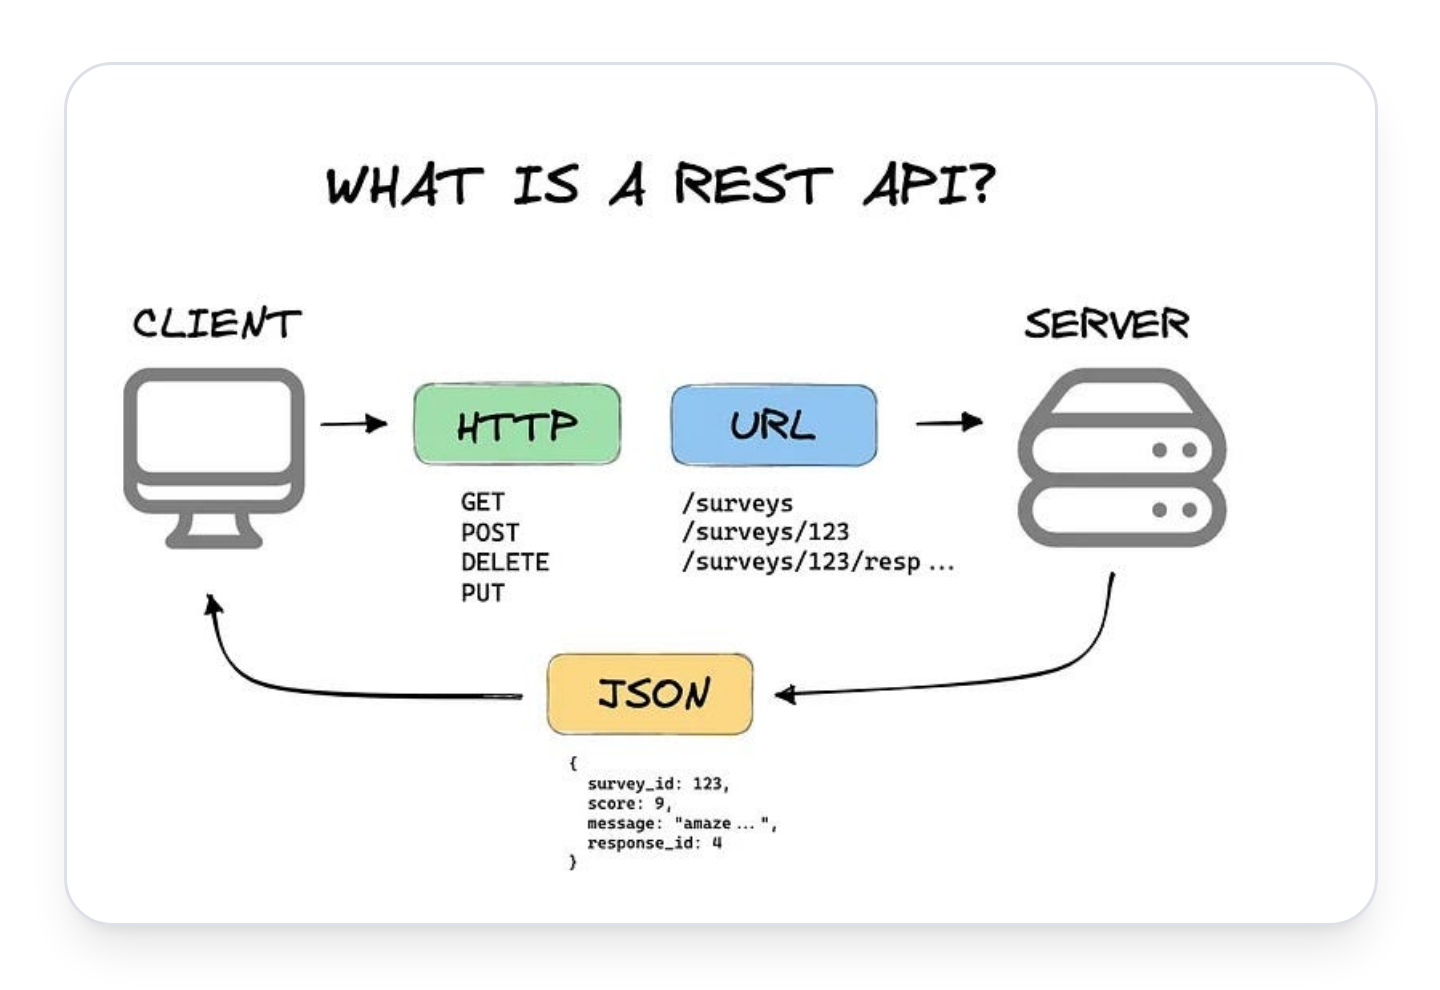 WHAT IS A REST API?
CLIENT
SERVER
HTTP
URL
GET
POST
DELETE
PUT
/surveys
/surveys/123
/surveys/123/resp...
JSON
{
survey_id: 123,
score: 9,
message: "amaze...",
response_id: 4
}